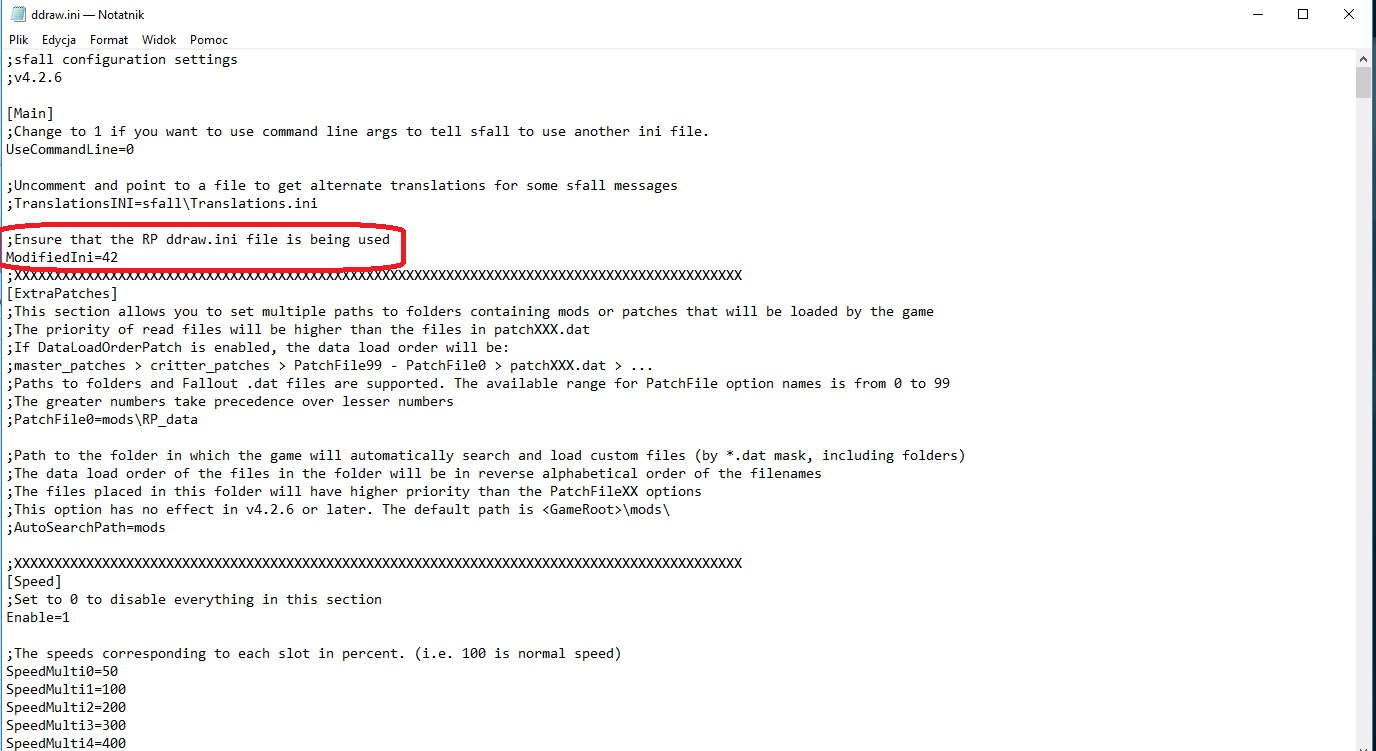 ddraw.ini — Notatnik
Plik Edycja Format Widok Pomoc
;sfall configuration settings
;v4.2.6
[Main]
;Change to 1 if you want to use command line args to tell sfall to use another ini file.
UseCommandLine=0
;Uncomment and point to a file to get alternate translations for some sfall messages
;TranslationsINI=sfall\Translations.ini
;Ensure that the RP ddraw.ini file is being used
ModifiedIni=42
;XXXXXXXXXXXXXXXXXXXXXXXXXXXXXXXXXXXXXXXXXXXXXXXXXXXXXXXXXXXXXXXXXXXXXXXXXXXXXXXXXXXXXXXXXXX
[ExtraPatches]
;This section allows you to set multiple paths to folders containing mods or patches that will be loaded by the game
;The priority of read files will be higher than the files in patchXXX.dat
;If DataLoadOrderPatch is enabled, the data load order will be:
;master_patches > critter_patches > PatchFile99 - PatchFile0 > patchXXX.dat > ...
;Paths to folders and Fallout .dat files are supported. The available range for PatchFile option names is from 0 to 99
;The greater numbers take precedence over lesser numbers
;PatchFile0=mods\RP_data
;Path to the folder in which the game will automatically search and load custom files (by *.dat mask, including folders)
;The data load order of the files in the folder will be in reverse alphabetical order of the filenames
;The files placed in this folder will have higher priority than the PatchFileXX options
;This option has no effect in v4.2.6 or later. The default path is <GameRoot>\mods\
;AutoSearchPath=mods
;XXXXXXXXXXXXXXXXXXXXXXXXXXXXXXXXXXXXXXXXXXXXXXXXXXXXXXXXXXXXXXXXXXXXXXXXXXXXXXXXXXXXXXXXXXX
[Speed]
;Set to 0 to disable everything in this section
Enable=1
;The speeds corresponding to each slot in percent. (i.e. 100 is normal speed)
SpeedMulti0=50
SpeedMulti1=100
SpeedMulti2=200
SpeedMulti3=300
SpeedMulti4=400